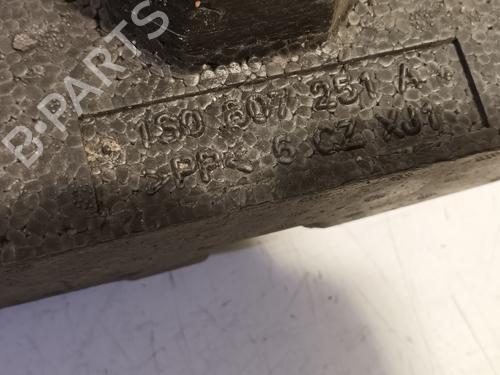 B-PARTS
1S0 807 251 A
>PP< 6 CZ X01